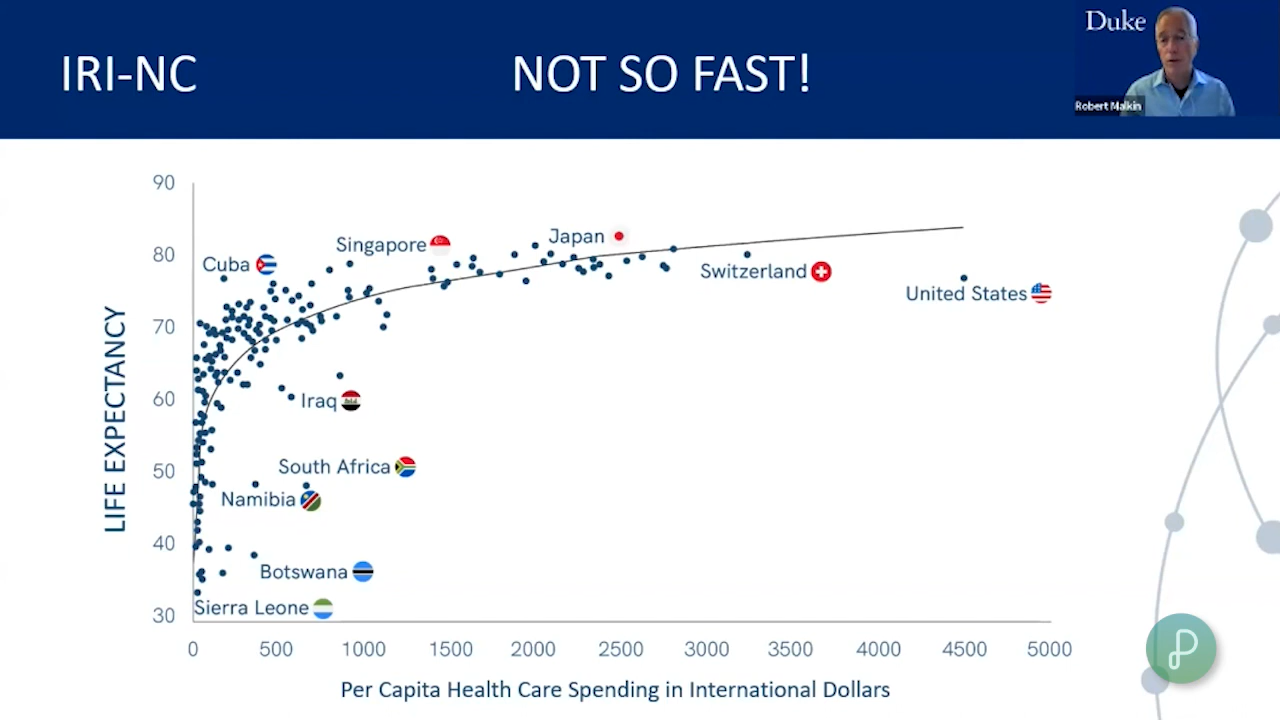 IRI-NC
NOT SO FAST!
Duke
Robert Malkin
LIFE EXPECTANCY
90
80
70
60
50
40
30
Cuba
Singapore
Japan
Switzerland
United States
Iraq
South Africa
Namibia
Botswana
Sierra Leone
0 500 1000 1500 2000 2500 3000 3500 4000 4500 5000
Per Capita Health Care Spending in International Dollars
P